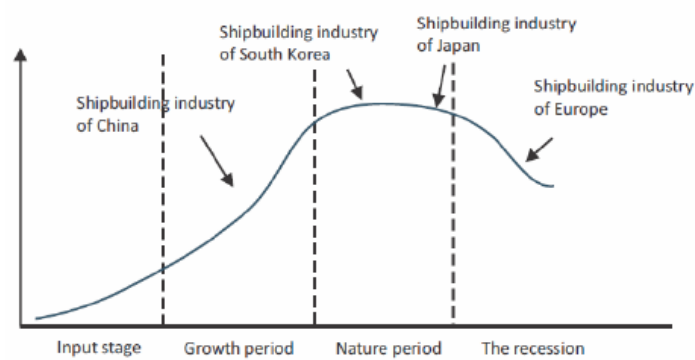 Shipbuilding industry
of South Korea
Shipbuilding industry
of Japan
Shipbuilding industry
of China
Shipbuilding industry
of Europe
Input stage
Growth period
Nature period
The recession